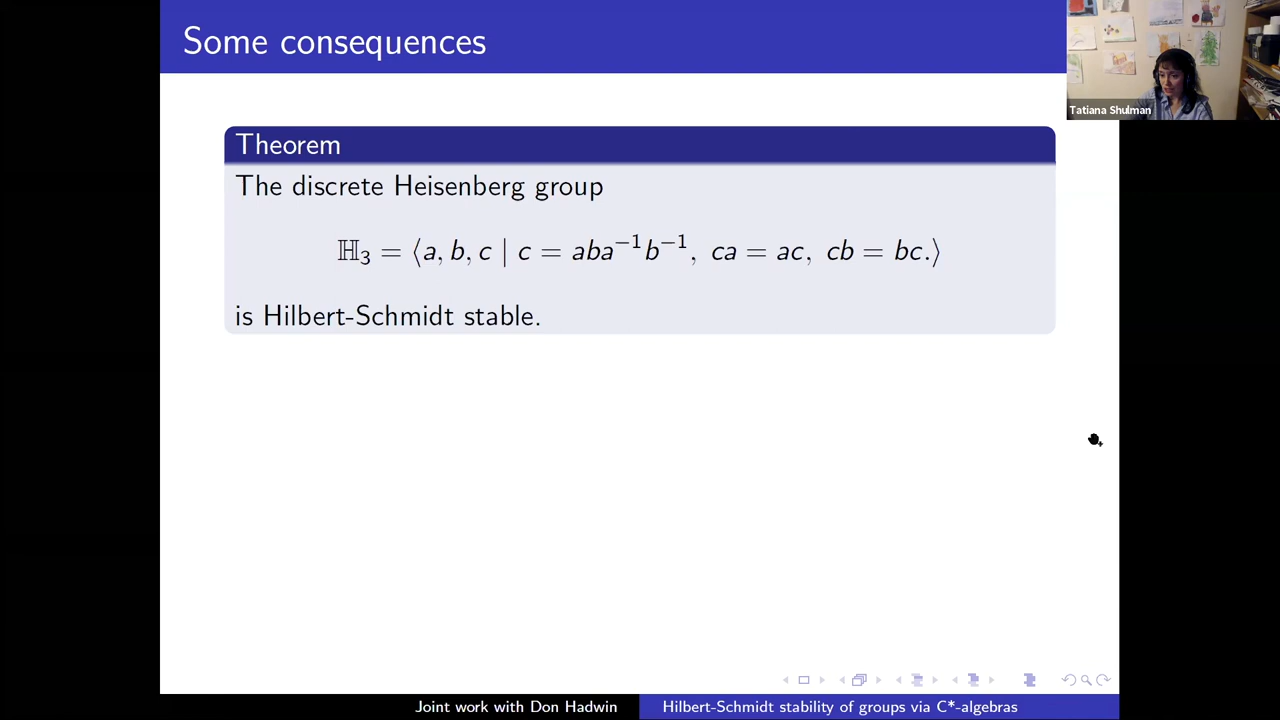 Some consequences
Tatiana Shulman
Theorem
The discrete Heisenberg group
ℍ₃ = ⟨a, b, c | c = aba⁻¹b⁻¹, ca = ac, cb = bc.⟩
is Hilbert-Schmidt stable.
Joint work with Don Hadwin
Hilbert-Schmidt stability of groups via C*-algebras